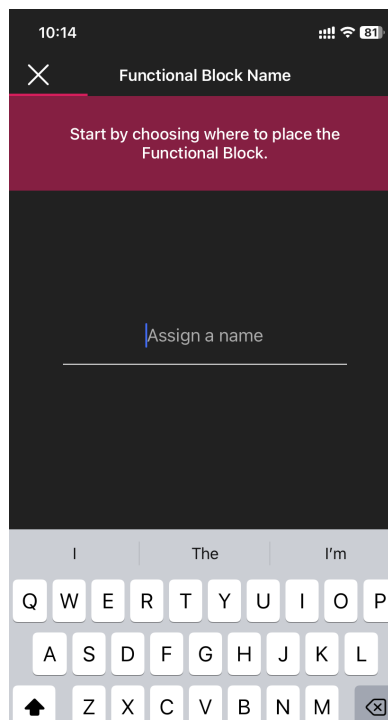 10:14 81
Functional Block Name
Start by choosing where to place the
Functional Block.
Assign a name
I The I'm
Q W E R T Y U I O P
A S D F G H J K L
Z X C V B N M